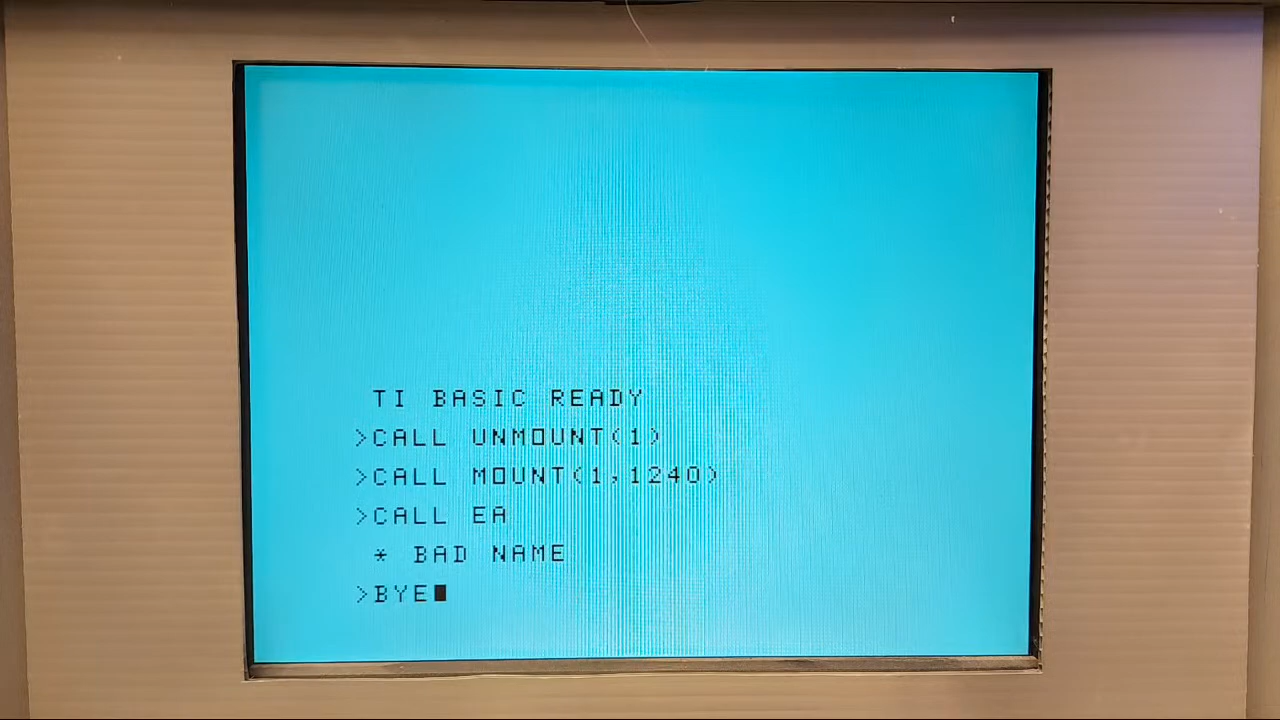 TI BASIC READY
>CALL UNMOUNT(1)
>CALL MOUNT(1,1240)
>CALL EA
* BAD NAME
>BYE